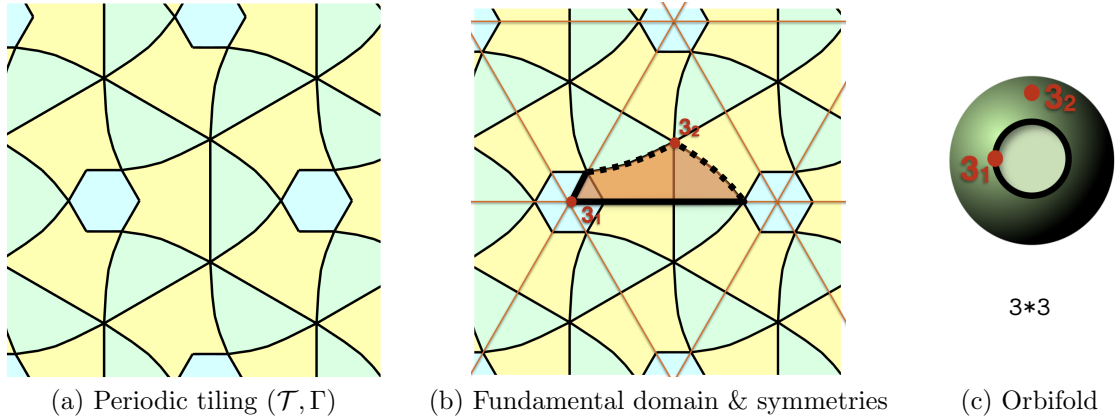 3₂
3₁
3₂
3₁
3*3
(a) Periodic tiling (𝒯, Γ)
(b) Fundamental domain & symmetries
(c) Orbifold